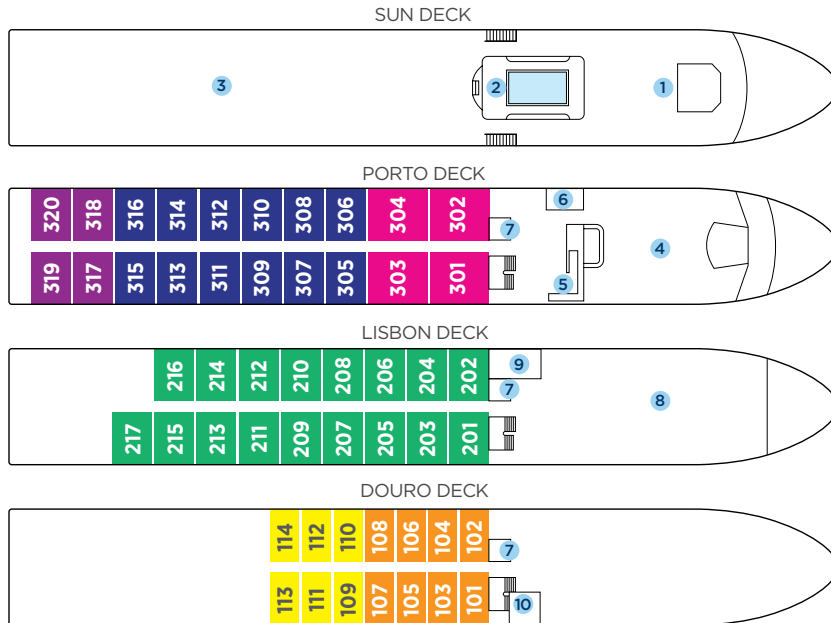 SUN DECK
3
2
1
PORTO DECK
320 318 316 314 312 310 308 306 304 302
6
7
4
319 317 315 313 311 309 307 305 303 301
5
LISBON DECK
216 214 212 210 208 206 204 202
9
7
8
217 215 213 211 209 207 205 203 201
DOURO DECK
114 112 110 108 106 104 102
7
113 111 109 107 105 103 101
10